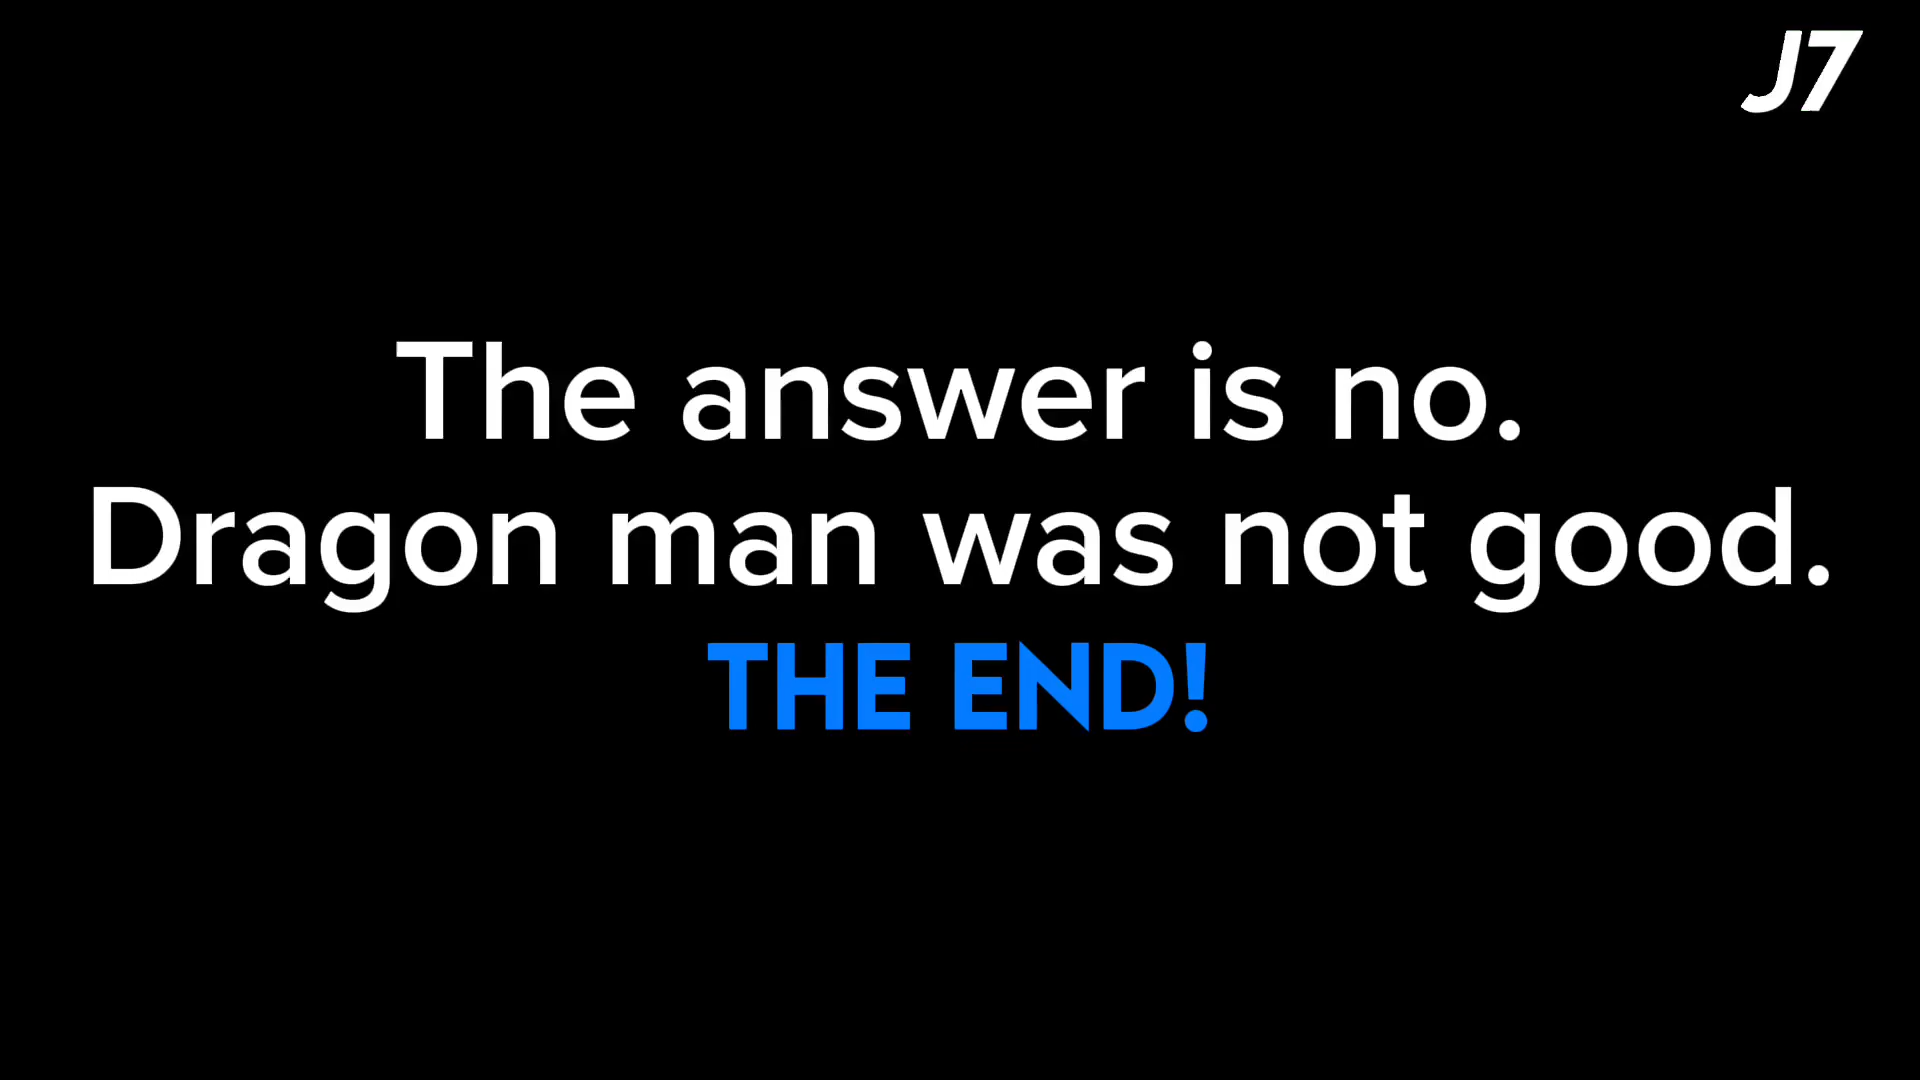 J7
The answer is no.
Dragon man was not good.
THE END!